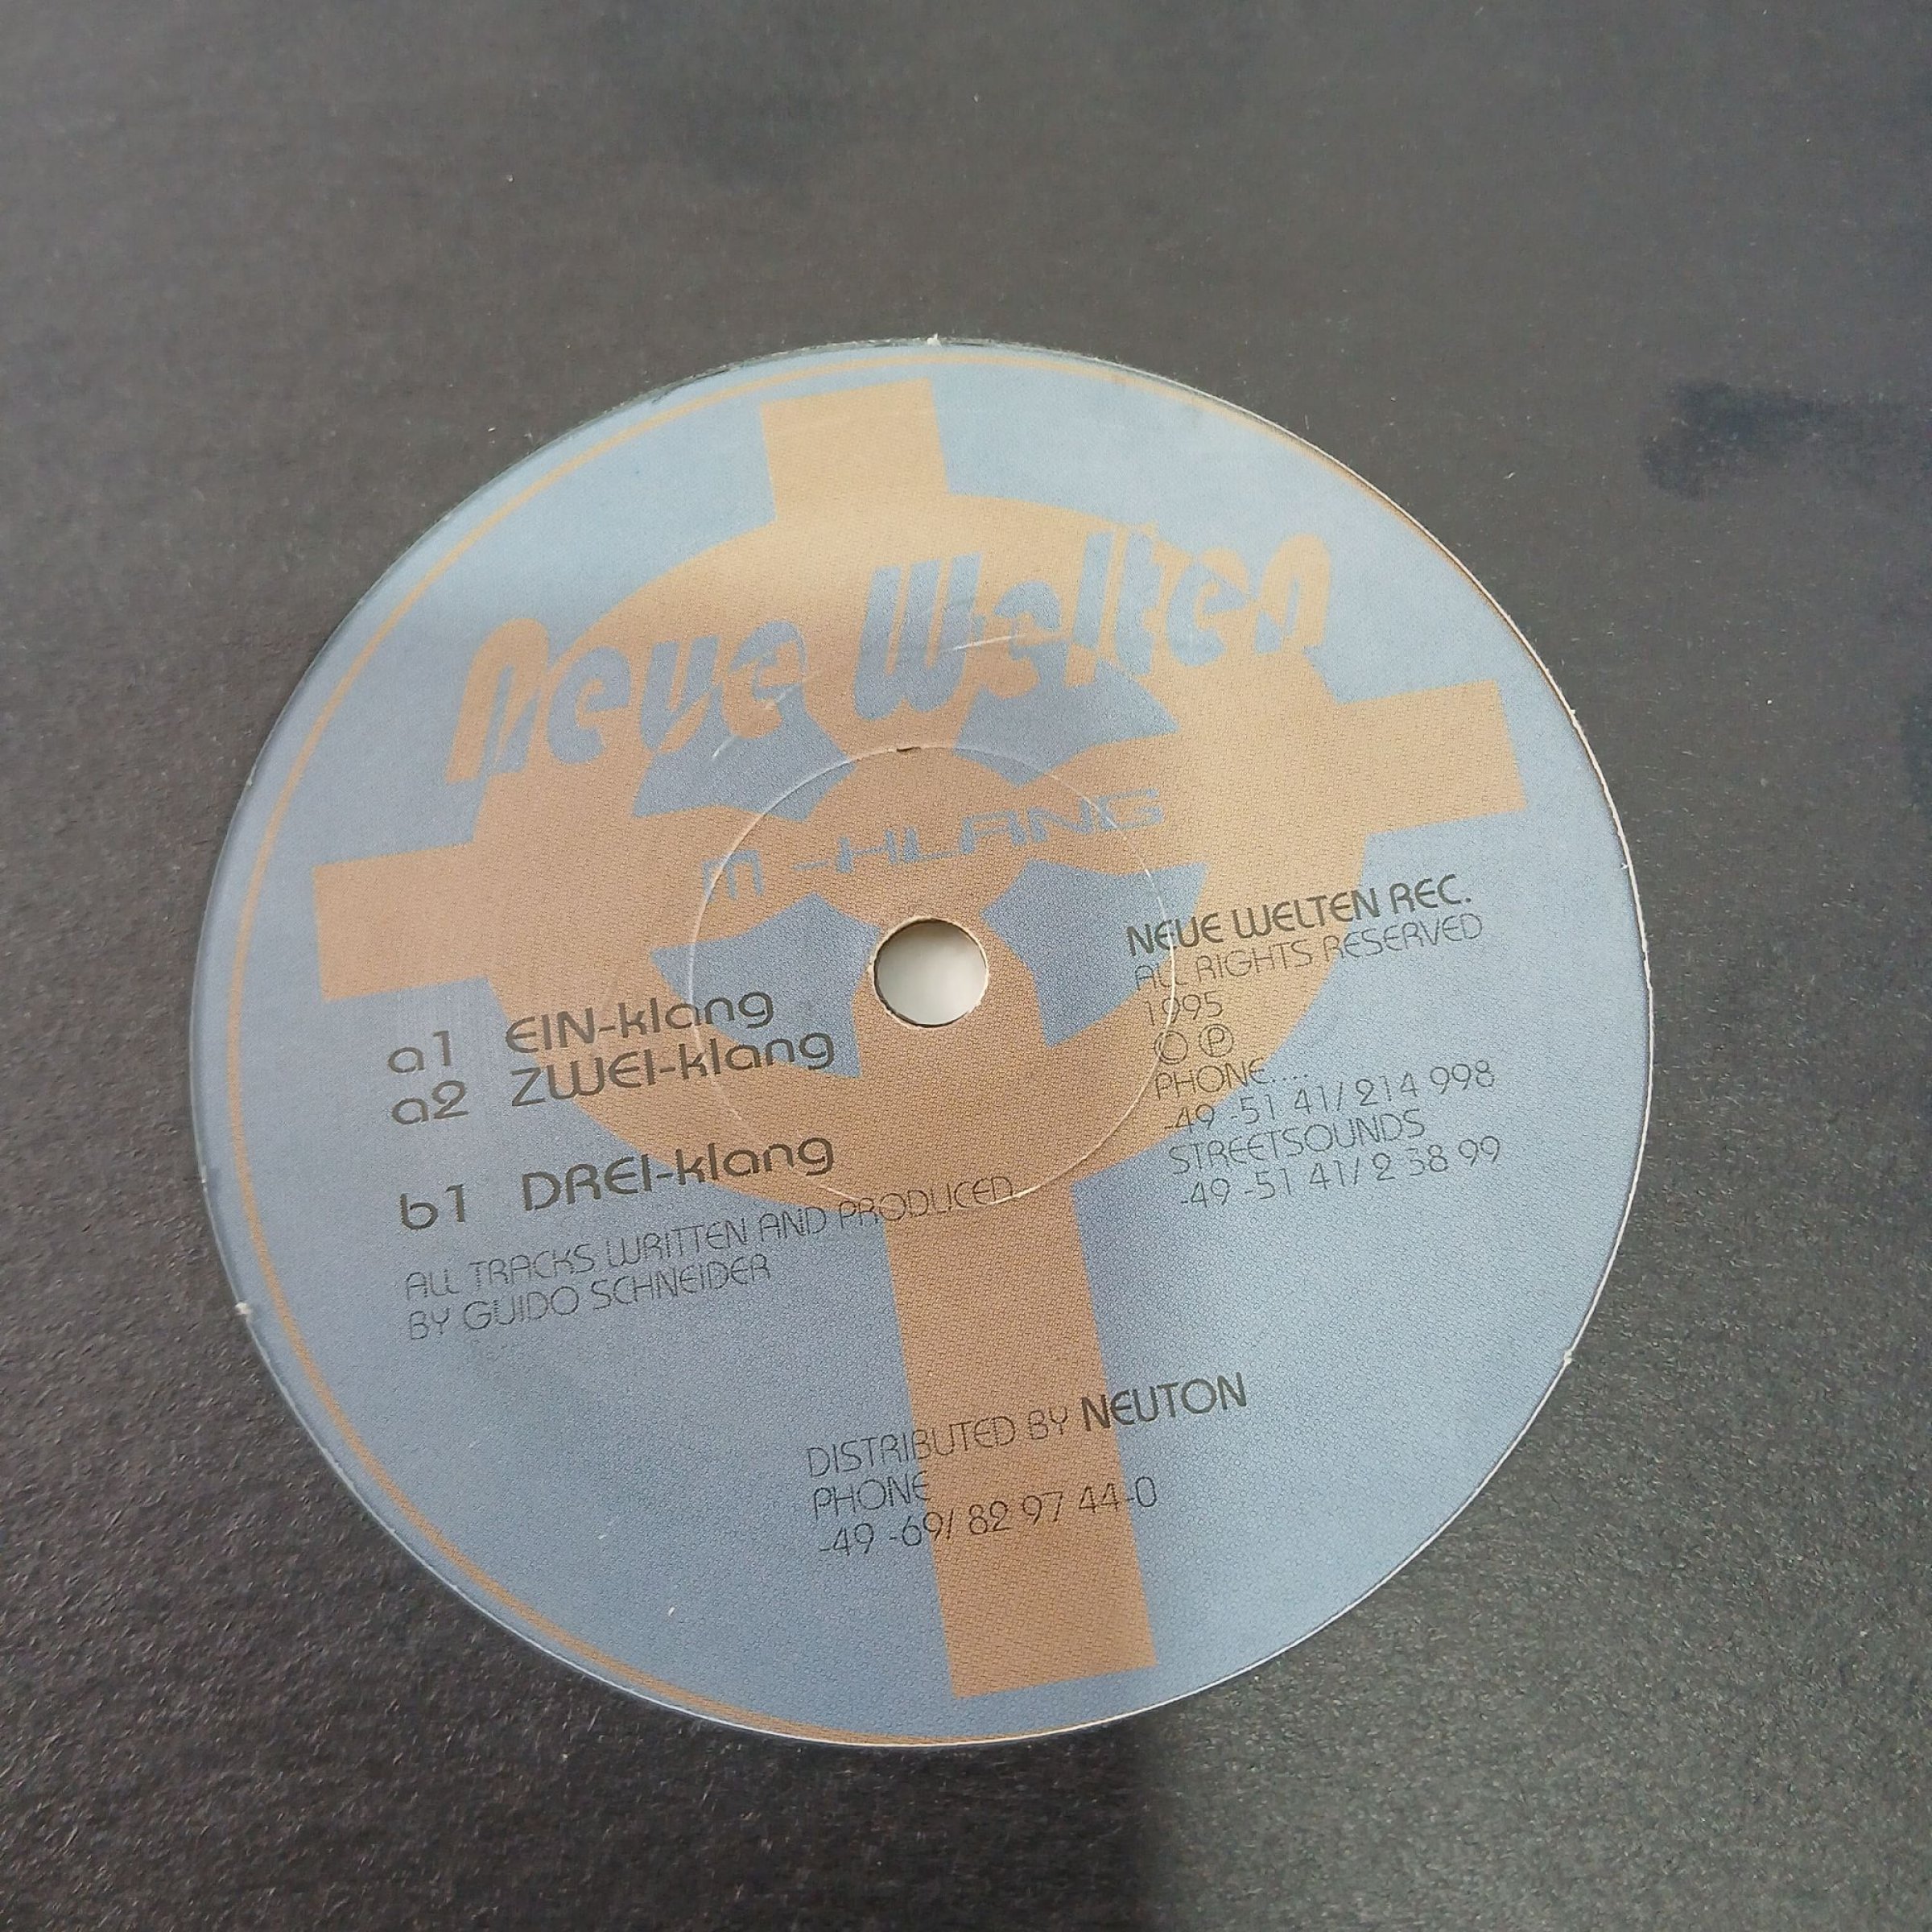 Neue Welten
M-KLANG
a1 EIN-klang
a2 ZWEI-klang
b1 DREI-klang
ALL TRACKS WRITTEN AND PRODUCED
BY GUIDO SCHNEIDER
NEUE WELTEN REC.
ALL RIGHTS RESERVED
1995
© ℗
PHONE....
-49 -51 41/ 214 998
STREETSOUNDS
-49 -51 41/ 2 38 99
DISTRIBUTED BY NEUTON
PHONE
-49 -69/ 82 97 44-0